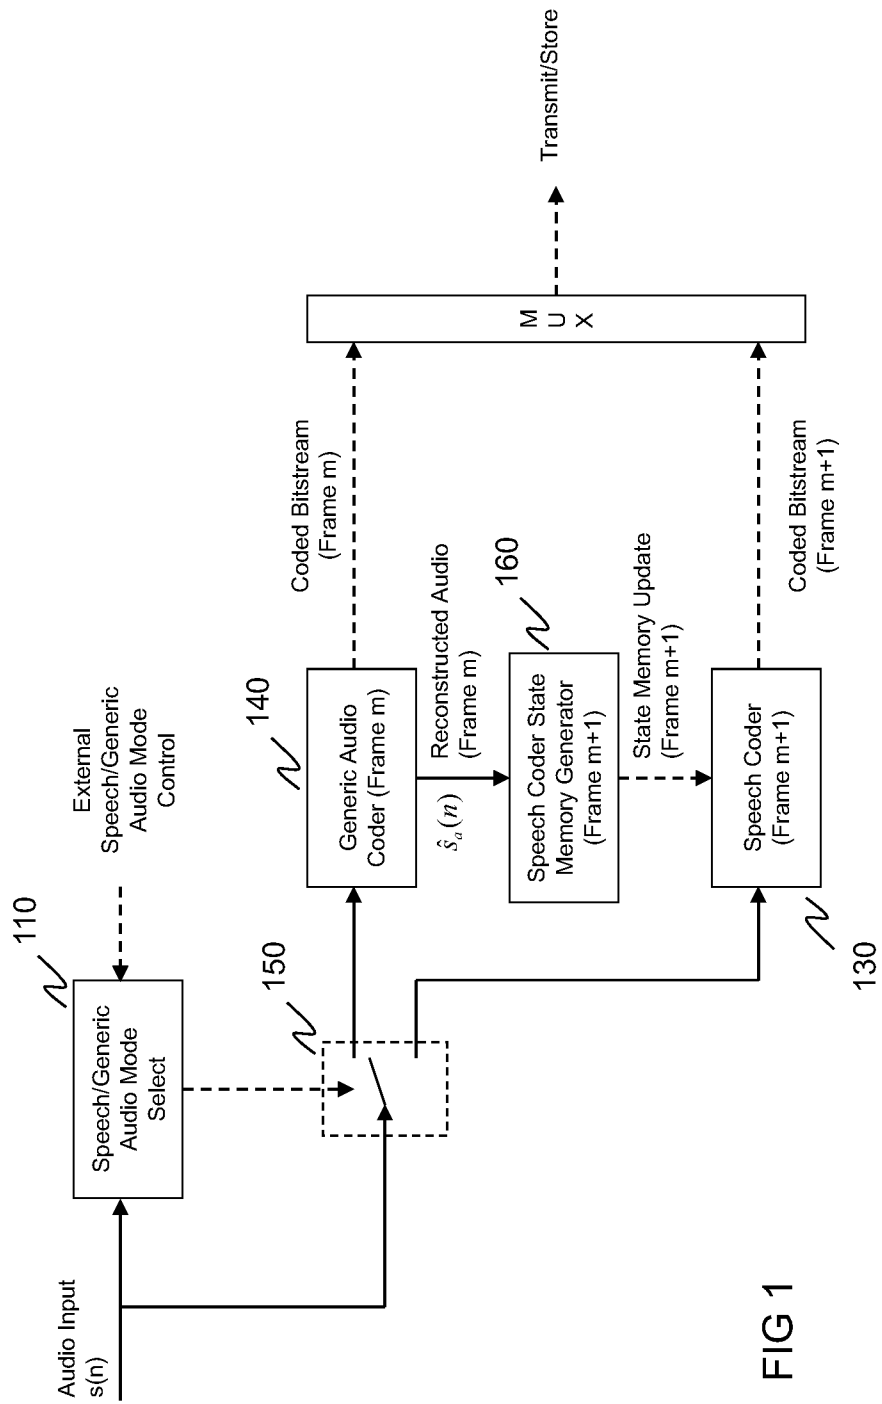 Audio Input
s(n)
Speech/Generic
Audio Mode
Select
110
External
Speech/Generic
Audio Mode
Control
150
140
Generic Audio
Coder (Frame m)
Coded Bitstream
(Frame m)
Reconstructed Audio
(Frame m)
ŝₐ(n)
160
Speech Coder State
Memory Generator
(Frame m+1)
State Memory Update
(Frame m+1)
Speech Coder
(Frame m+1)
130
Coded Bitstream
(Frame m+1)
M
U
X
Transmit/Store
FIG 1